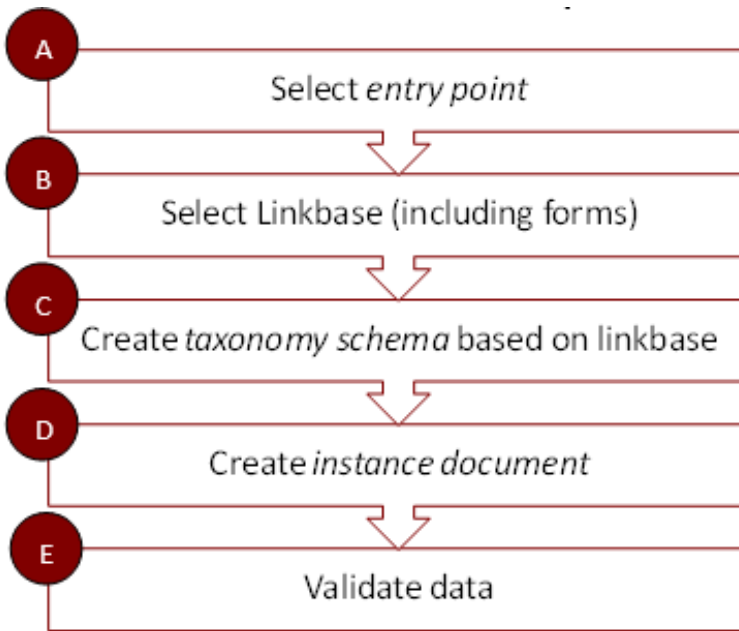 A
Select entry point
B
Select Linkbase (including forms)
C
Create taxonomy schema based on linkbase
D
Create instance document
E
Validate data